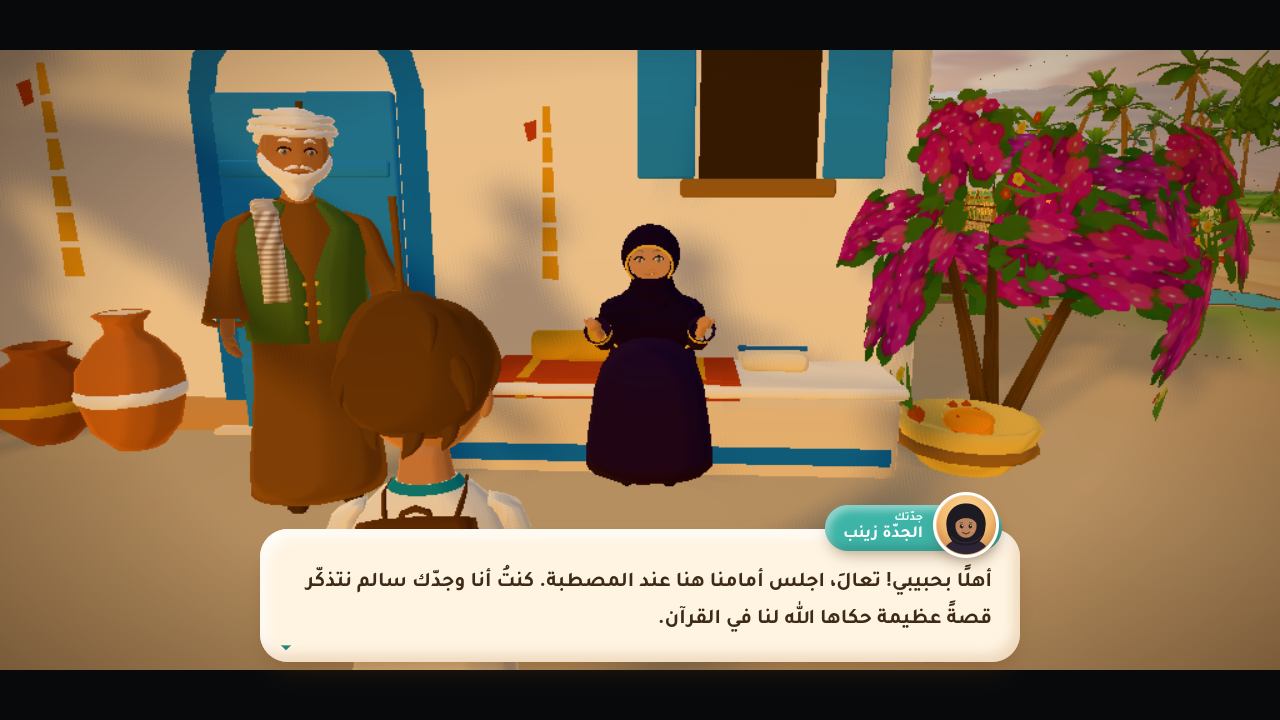 جدّتك
الجدّة زينب
أهلًا بحبيبي! تعالَ، اجلس أمامنا هنا عند المصطبة. كنتُ أنا وجدّك سالم نتذكّر
قصةً عظيمة حكاها الله لنا في القرآن.